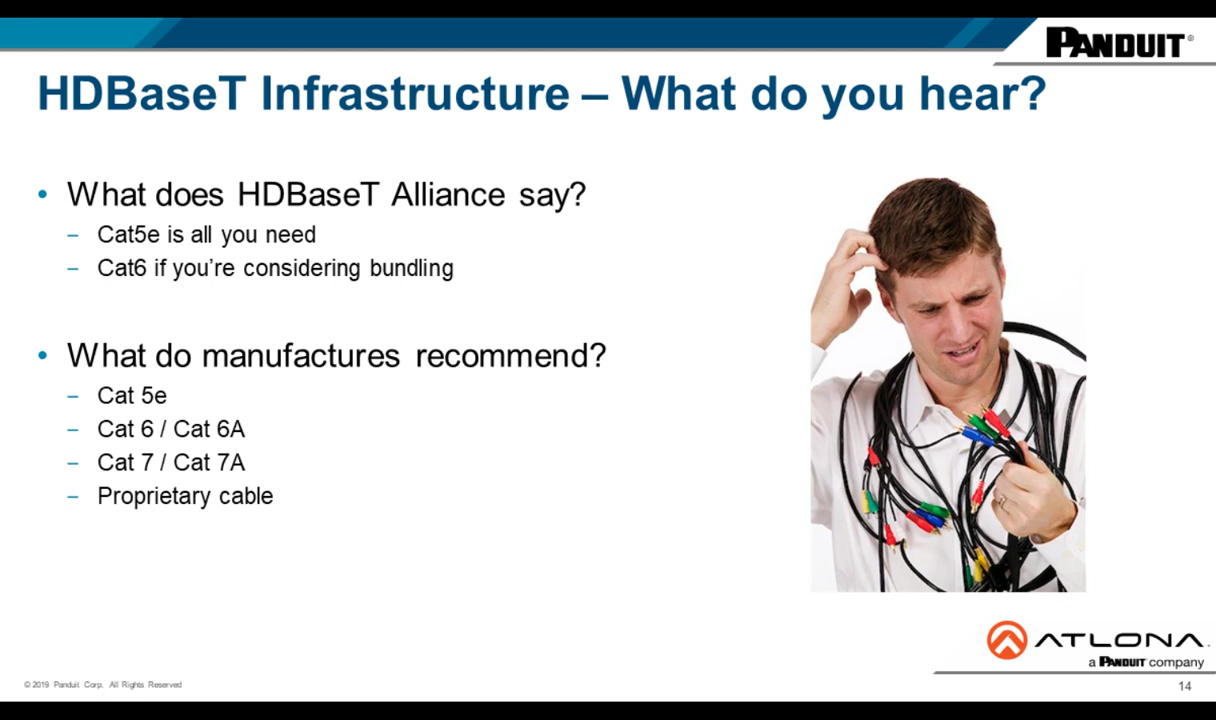 PANDUIT®
HDBaseT Infrastructure – What do you hear?
• What does HDBaseT Alliance say?
– Cat5e is all you need
– Cat6 if you’re considering bundling
• What do manufactures recommend?
– Cat 5e
– Cat 6 / Cat 6A
– Cat 7 / Cat 7A
– Proprietary cable
ATLONA.
a PANDUIT company
© 2019 Panduit Corp. All Rights Reserved
14